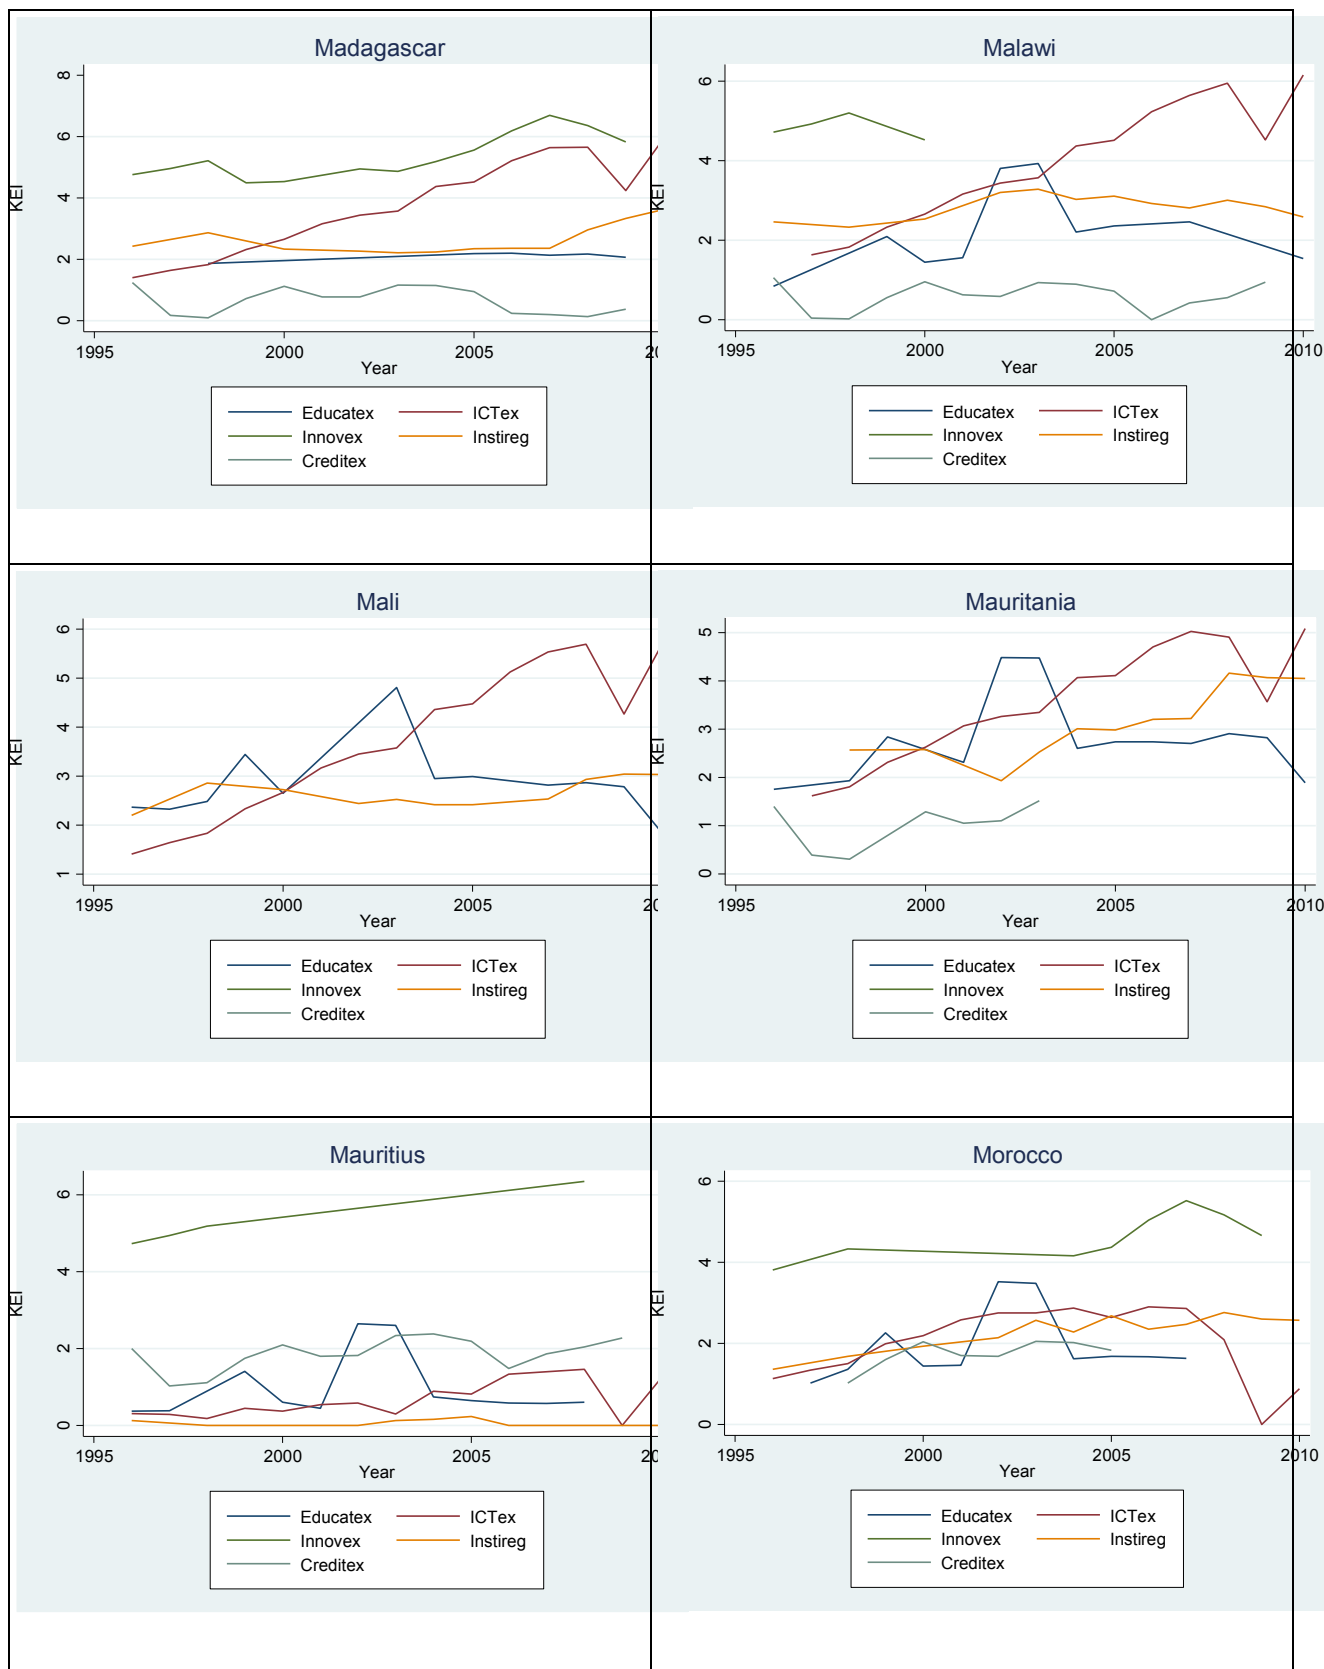 Madagascar
KEI
8
6
4
2
0
1995 2000 2005 20
Year
Educatex ICTex
Innovex Instireg
Creditex
Malawi
KEI
6
4
2
0
1995 2000 2005 2010
Year
Educatex ICTex
Innovex Instireg
Creditex
Mali
KEI
6
5
4
3
2
1
1995 2000 2005 20
Year
Educatex ICTex
Innovex Instireg
Creditex
Mauritania
KEI
5
4
3
2
1
0
1995 2000 2005 2010
Year
Educatex ICTex
Innovex Instireg
Creditex
Mauritius
KEI
6
4
2
0
1995 2000 2005 20
Year
Educatex ICTex
Innovex Instireg
Creditex
Morocco
KEI
6
4
2
0
1995 2000 2005 2010
Year
Educatex ICTex
Innovex Instireg
Creditex